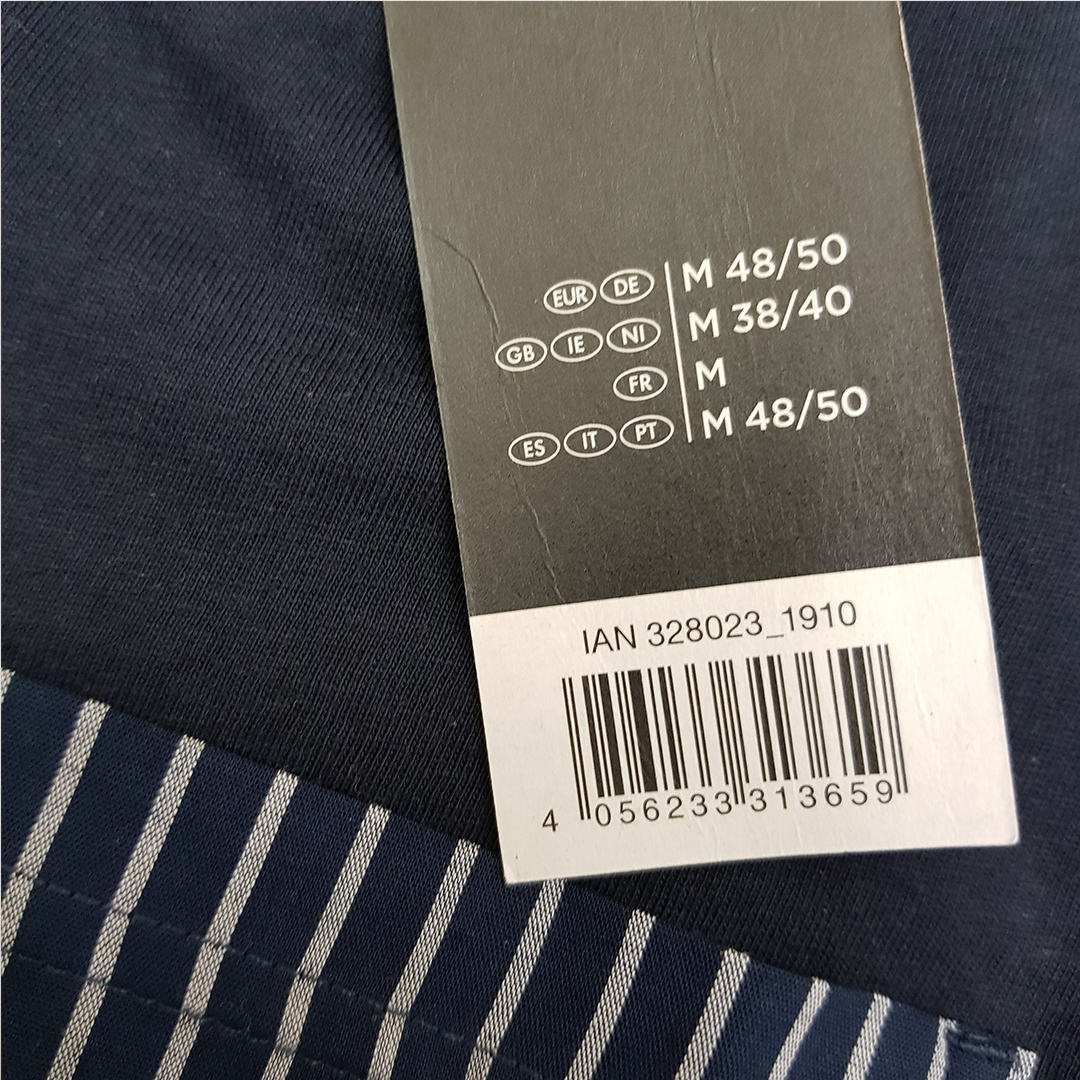 EUR DE M 48/50
GB IE NI M 38/40
FR M
ES IT PT M 48/50
IAN 328023_1910
4 056233 313659